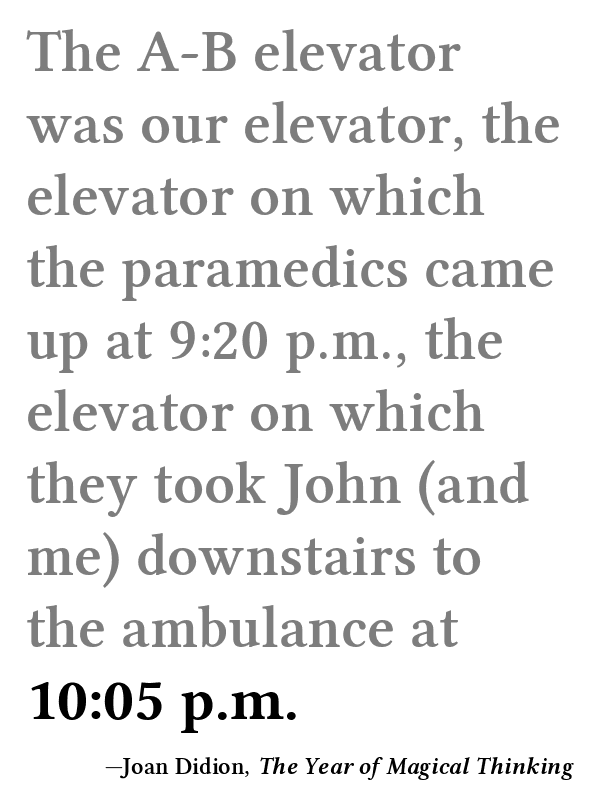 The A-B elevator
was our elevator, the
elevator on which
the paramedics came
up at 9:20 p.m., the
elevator on which
they took John (and
me) downstairs to
the ambulance at
10:05 p.m.
—Joan Didion, The Year of Magical Thinking